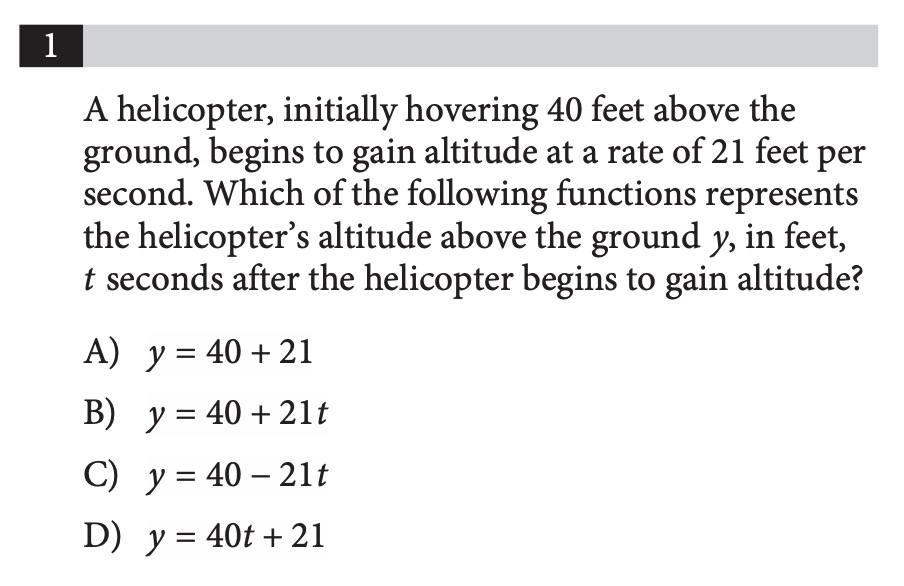 1
A helicopter, initially hovering 40 feet above the
ground, begins to gain altitude at a rate of 21 feet per
second. Which of the following functions represents
the helicopter’s altitude above the ground y, in feet,
t seconds after the helicopter begins to gain altitude?
A) y = 40 + 21
B) y = 40 + 21t
C) y = 40 – 21t
D) y = 40t + 21